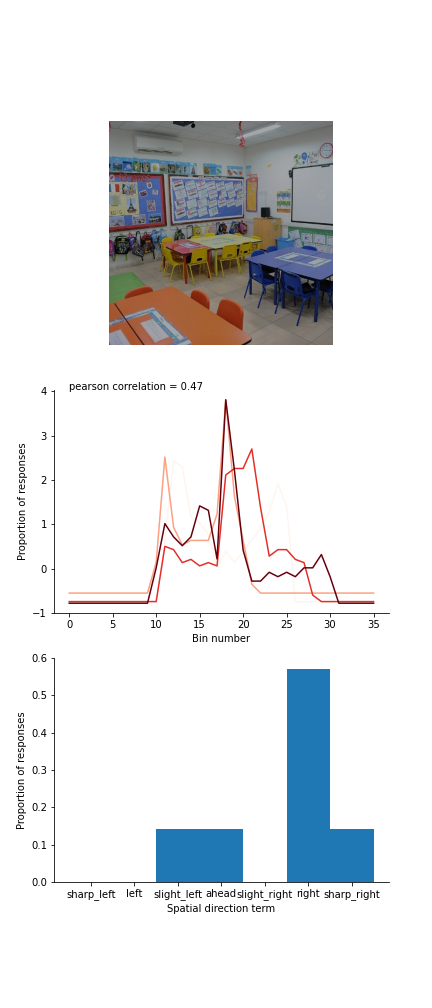 pearson correlation = 0.47
4
3
2
1
0
−1
Proportion of responses
0 5 10 15 20 25 30 35
Bin number
0.6
0.5
0.4
0.3
0.2
0.1
0.0
Proportion of responses
sharp_left left slight_left ahead slight_right right sharp_right
Spatial direction term